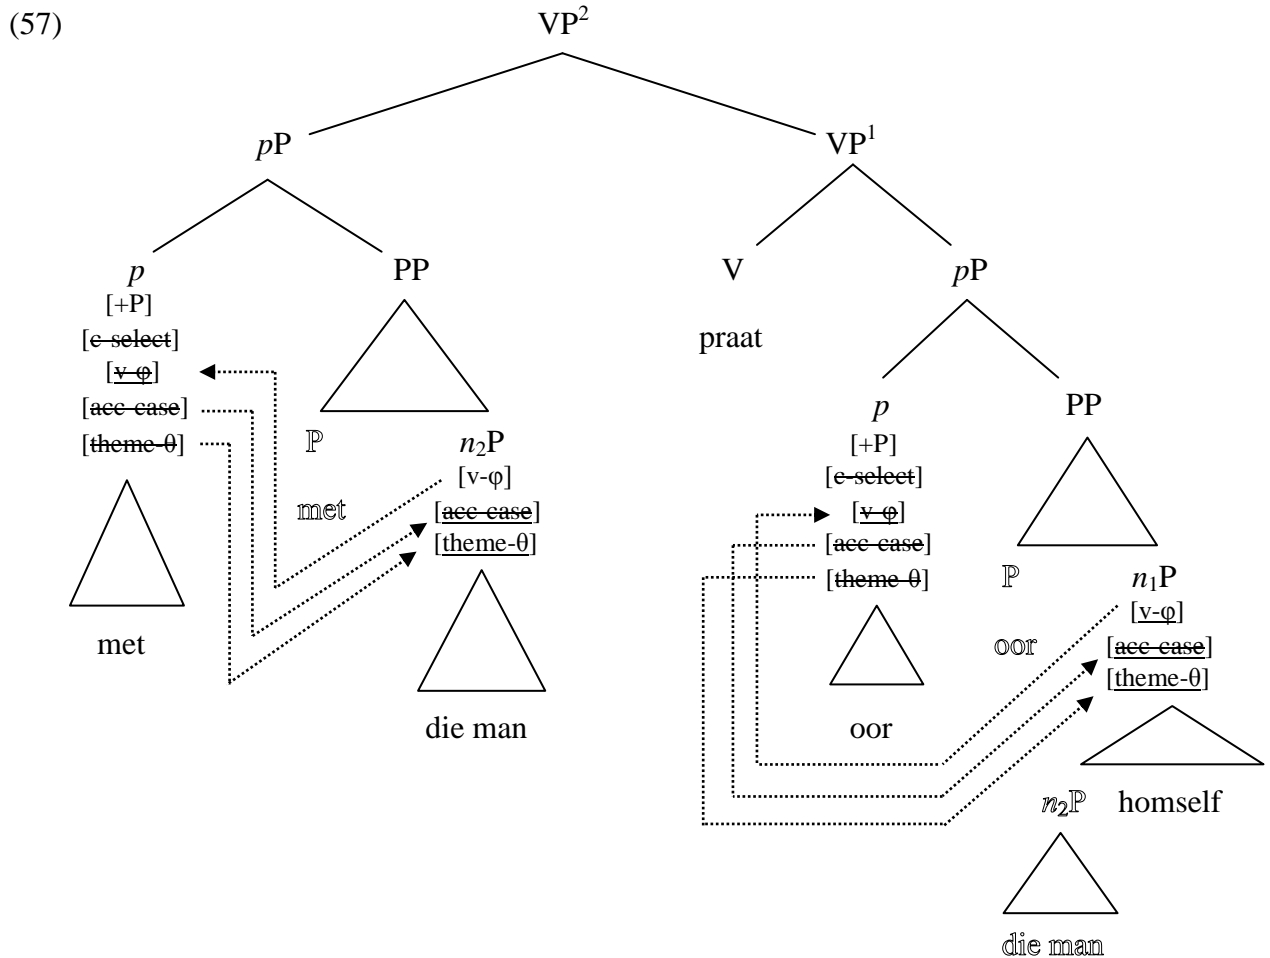 (57)
VP²
pP VP¹
p PP V pP
[+P]
[c-select]
[v-φ]
[acc-case]
[theme-θ]
praat
ℙ n₂P
met [v-φ]
[acc-case]
[theme-θ]
met
die man
p PP
[+P]
[c-select]
[v-φ]
[acc-case]
[theme-θ]
ℙ n₁P
oor [v-φ]
[acc-case]
[theme-θ]
oor
n₂ℙ homself
die man